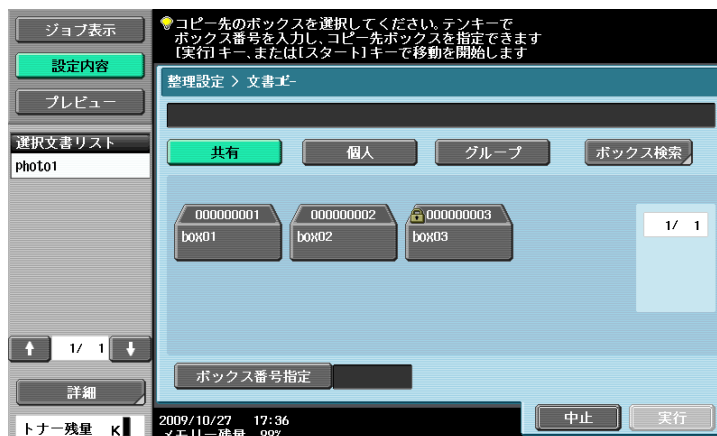 ジョブ表示
設定内容
プレビュー
選択文書リスト
photo1
1/ 1
詳細
トナー残量 K
コピー先のボックスを選択してください。テンキーで
ボックス番号を入力し、コピー先ボックスを指定できます
[実行]キー、または[スタート]キーで移動を開始します
整理設定 > 文書ｺﾋﾟｰ
共有
個人
グループ
ボックス検索
000000001
box01
000000002
box02
000000003
box03
1/ 1
ボックス番号指定
2009/10/27 17:36
メモリー残量 99%
中止
実行